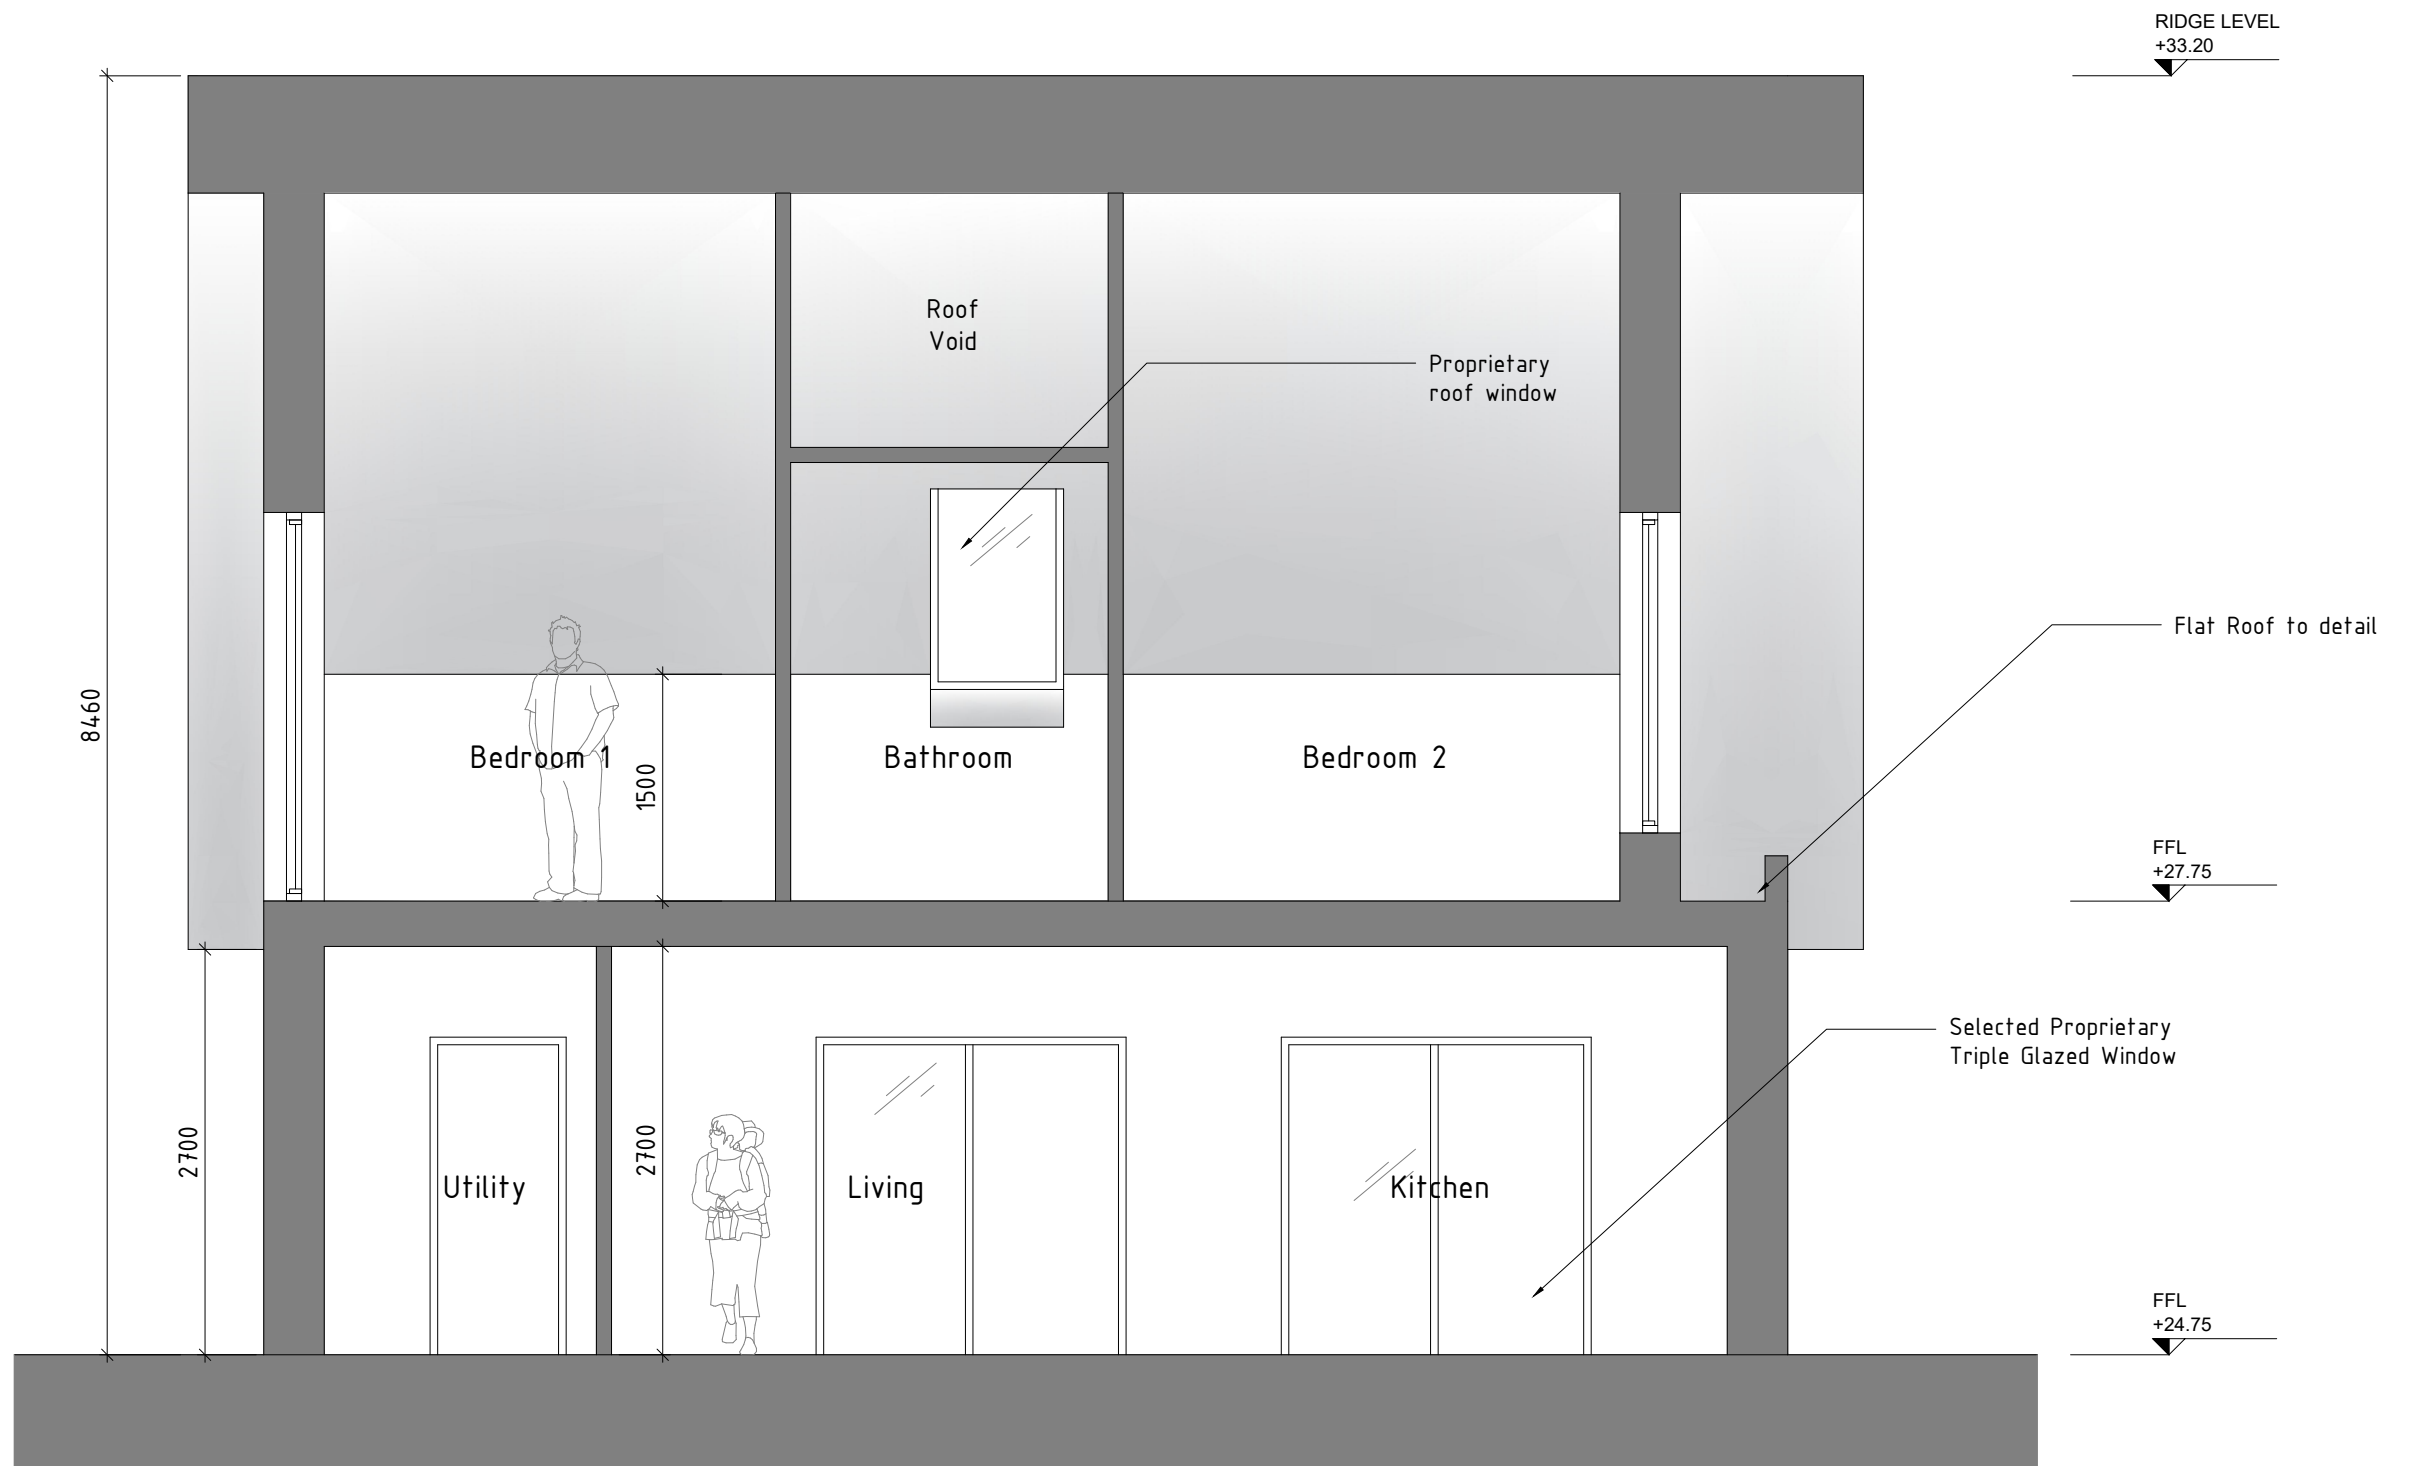 RIDGE LEVEL
+33.20
Roof
Void
Proprietary
roof window
Flat Roof to detail
8460
Bedroom 1
1500
Bathroom
Bedroom 2
FFL
+27.75
Selected Proprietary
Triple Glazed Window
2700
2700
Utility
Living
Kitchen
FFL
+24.75